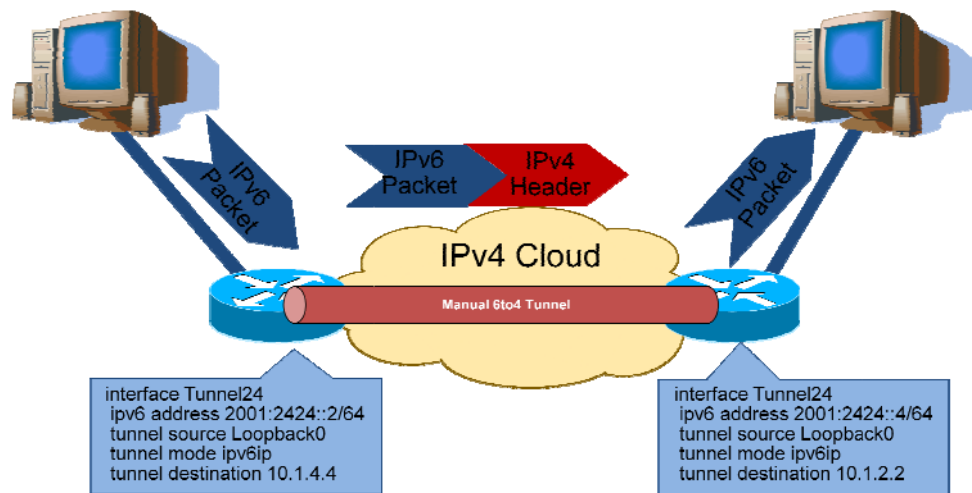 IPv6
Packet
IPv6
Packet
IPv4
Header
IPv6
Packet
IPv4 Cloud
Manual 6to4 Tunnel
interface Tunnel24
ipv6 address 2001:2424::2/64
tunnel source Loopback0
tunnel mode ipv6ip
tunnel destination 10.1.4.4
interface Tunnel24
ipv6 address 2001:2424::4/64
tunnel source Loopback0
tunnel mode ipv6ip
tunnel destination 10.1.2.2